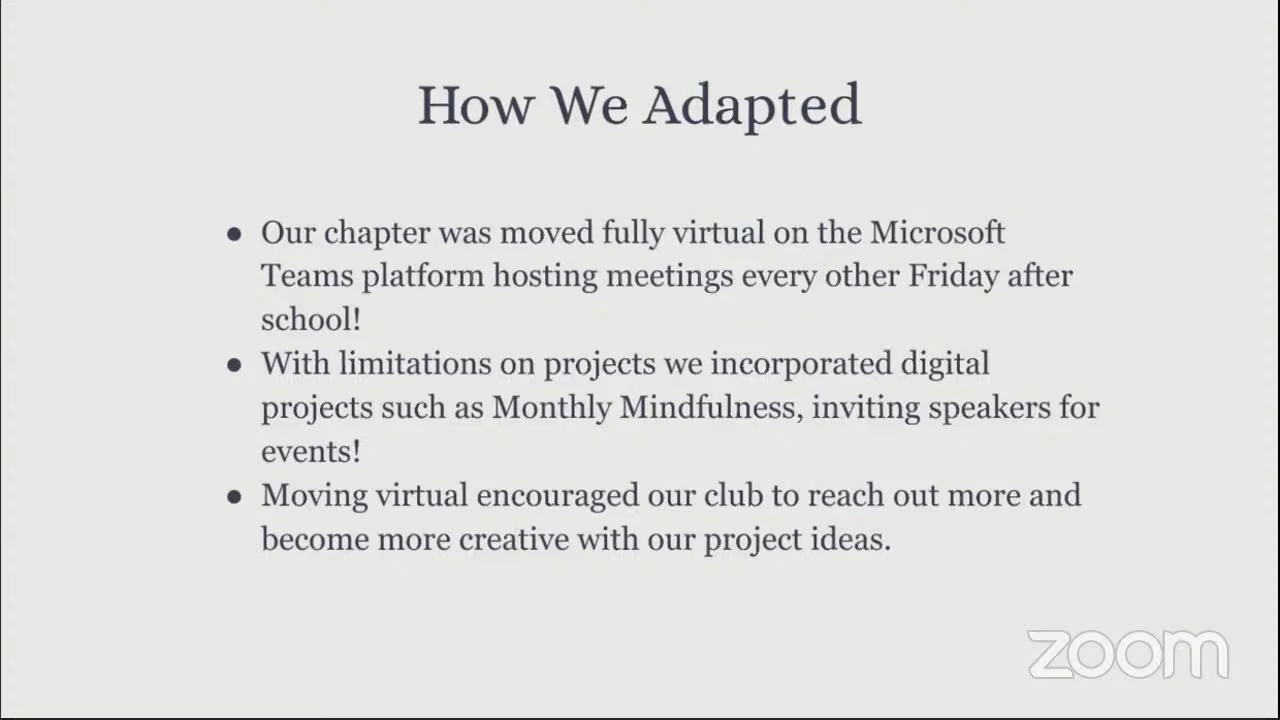 How We Adapted
● Our chapter was moved fully virtual on the Microsoft
Teams platform hosting meetings every other Friday after
school!
● With limitations on projects we incorporated digital
projects such as Monthly Mindfulness, inviting speakers for
events!
● Moving virtual encouraged our club to reach out more and
become more creative with our project ideas.
zoom